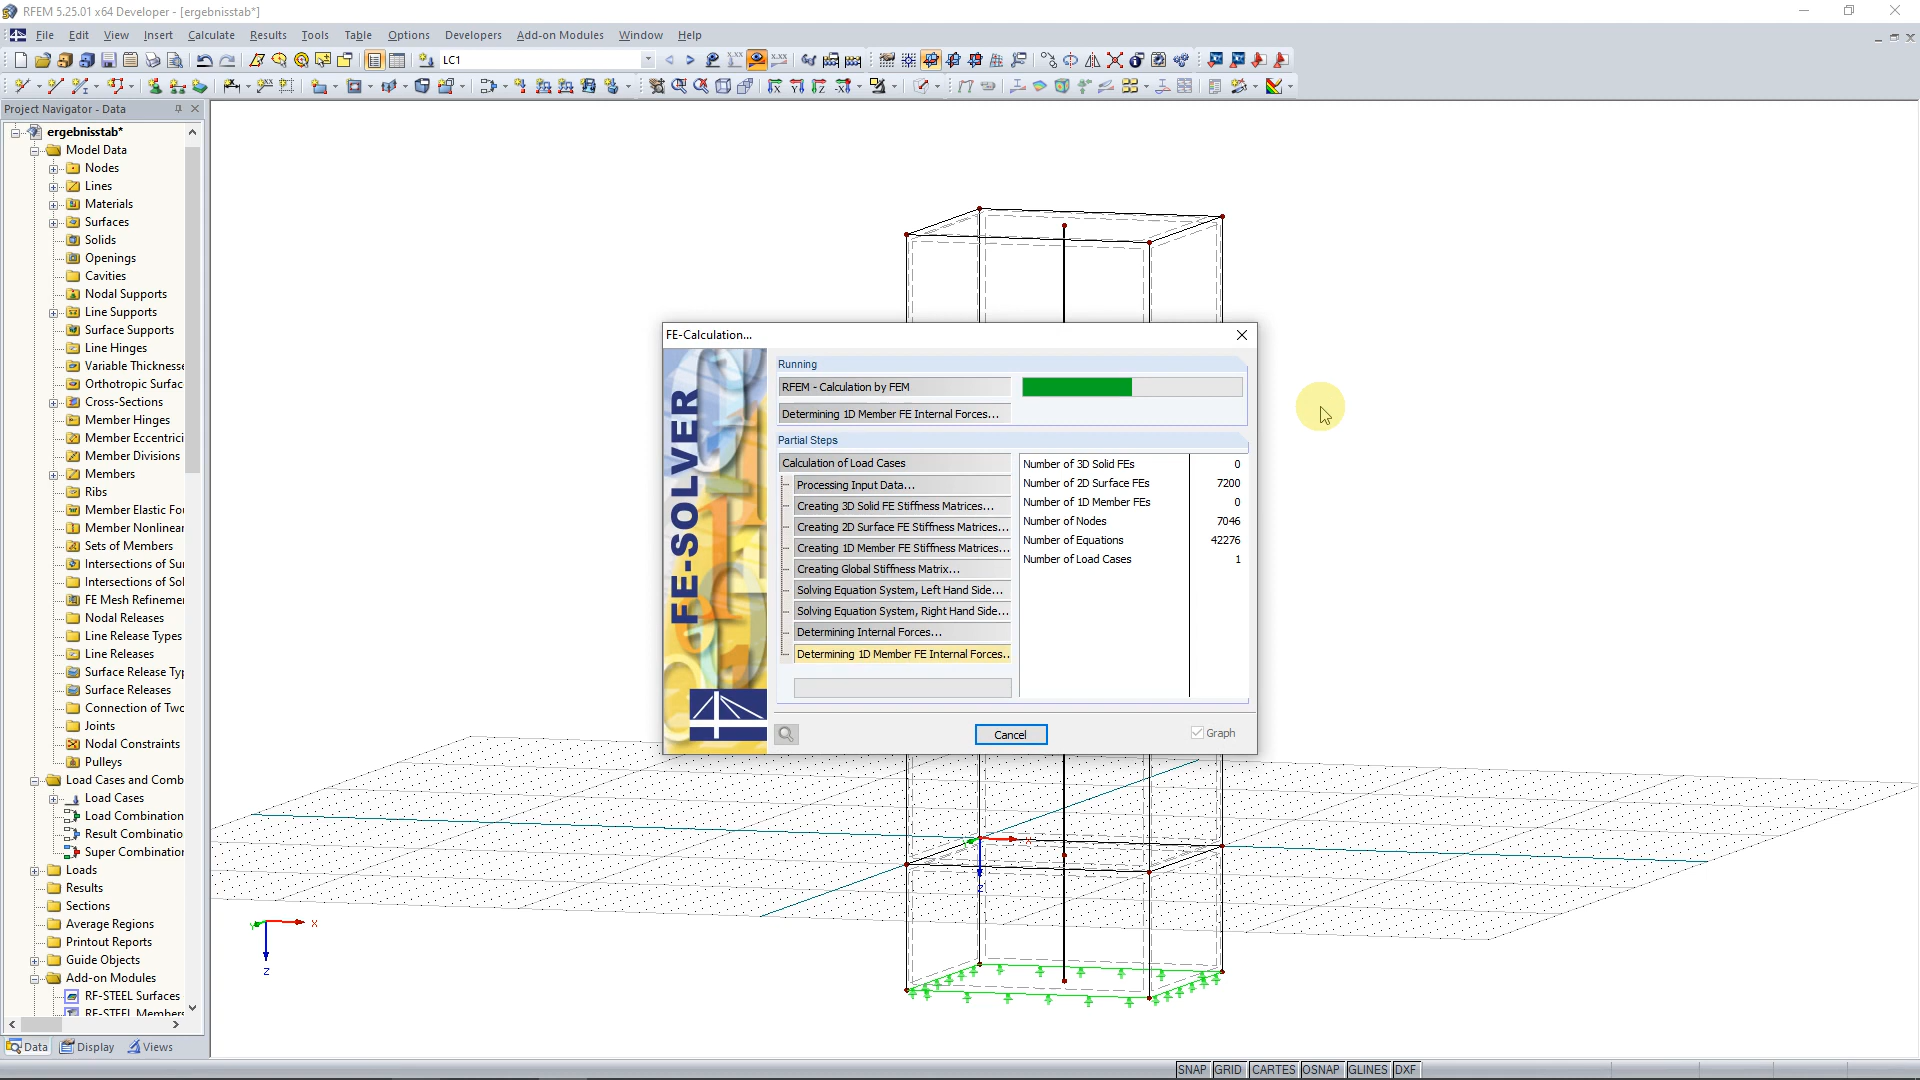 RFEM 5.25.01 x64 Developer - [ergebnisstab*]
File Edit View Insert Calculate Results Tools Table Options Developers Add-on Modules Window Help
LC1
Project Navigator - Data
ergebnisstab*
Model Data
Nodes
Lines
Materials
Surfaces
Solids
Openings
Cavities
Nodal Supports
Line Supports
Surface Supports
Line Hinges
Variable Thicknesse
Orthotropic Surfac
Cross-Sections
Member Hinges
Member Eccentrici
Member Divisions
Members
Ribs
Member Elastic Fou
Member Nonlinear
Sets of Members
Intersections of Sur
Intersections of Sol
FE Mesh Refinemen
Nodal Releases
Line Release Types
Line Releases
Surface Release Typ
Surface Releases
Connection of Two
Joints
Nodal Constraints
Pulleys
Load Cases and Comb
Load Cases
Load Combination
Result Combinatio
Super Combination
Loads
Results
Sections
Average Regions
Printout Reports
Guide Objects
Add-on Modules
RF-STEEL Surfaces
RF-STEEL Members
Data Display Views
FE-Calculation...
FE-SOLVER
Running
RFEM - Calculation by FEM
Determining 1D Member FE Internal Forces...
Partial Steps
Calculation of Load Cases
Processing Input Data...
Creating 3D Solid FE Stiffness Matrices...
Creating 2D Surface FE Stiffness Matrices...
Creating 1D Member FE Stiffness Matrices...
Creating Global Stiffness Matrix...
Solving Equation System, Left Hand Side...
Solving Equation System, Right Hand Side...
Determining Internal Forces...
Determining 1D Member FE Internal Forces..
Number of 3D Solid FEs 0
Number of 2D Surface FEs 7200
Number of 1D Member FEs 0
Number of Nodes 7046
Number of Equations 42276
Number of Load Cases 1
Cancel
Graph
X
Z
Y
X
Z
SNAP GRID CARTES OSNAP GLINES DXF